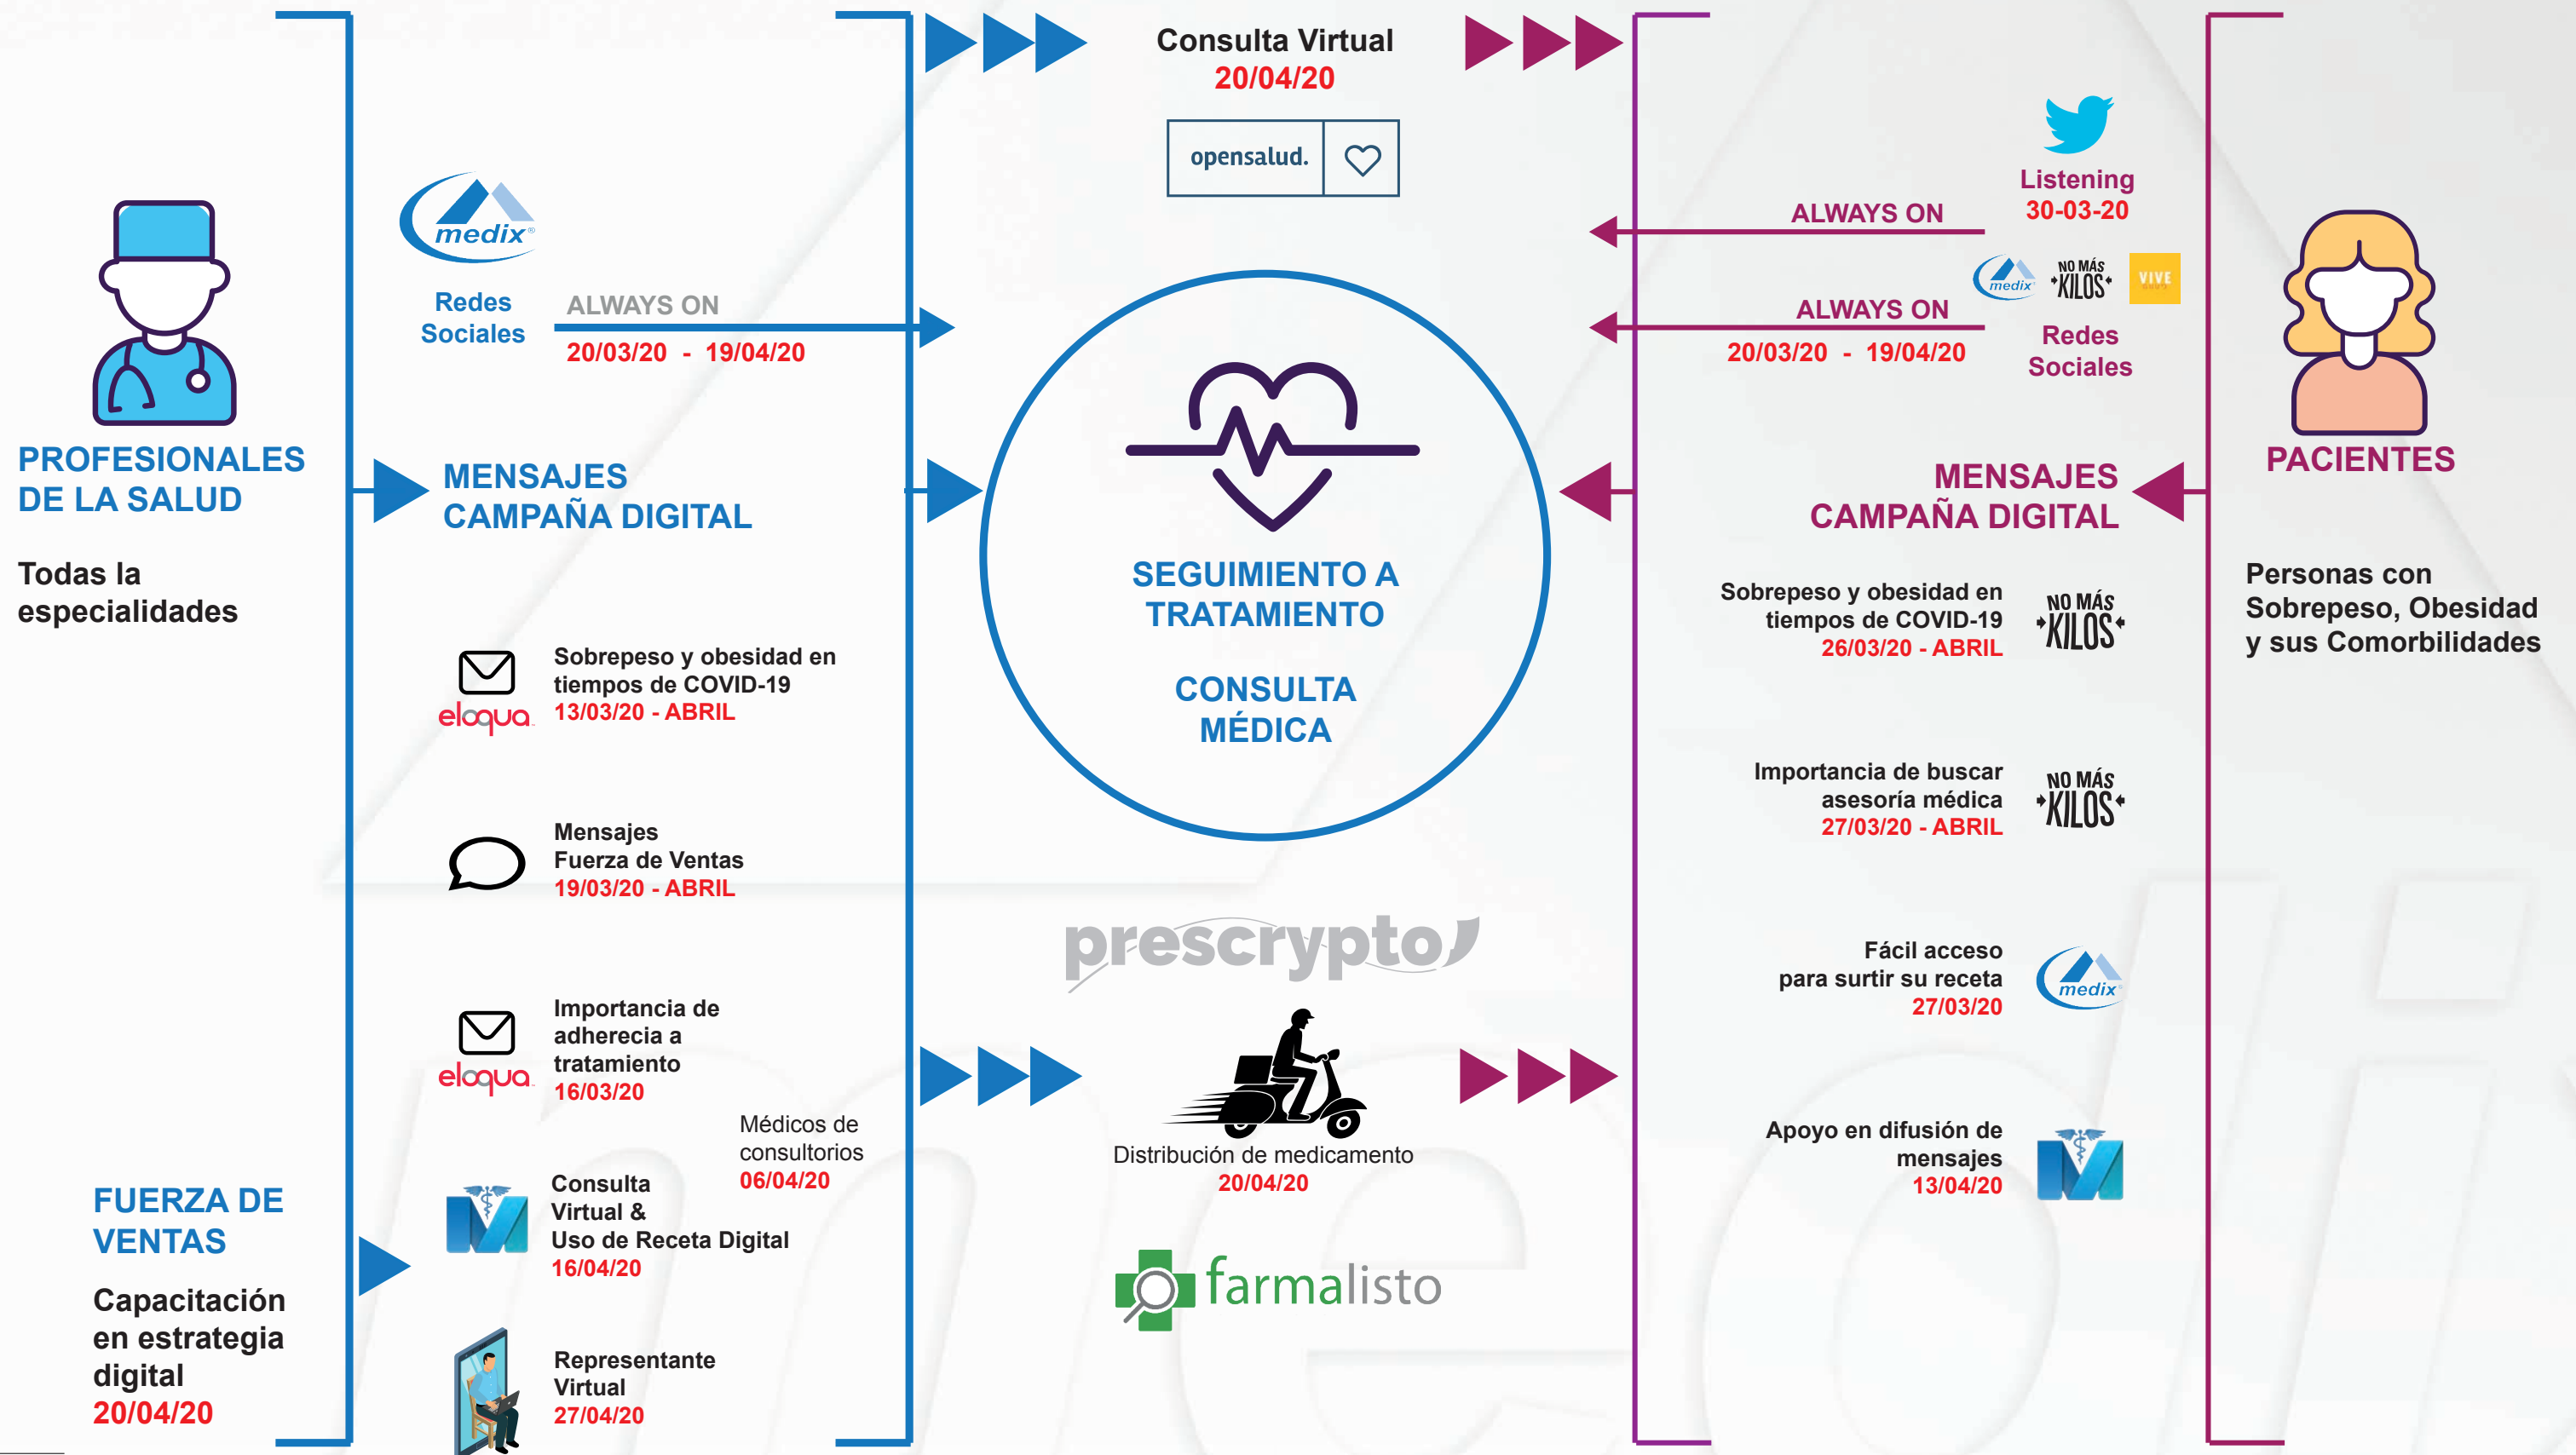 PROFESIONALES
DE LA SALUD
Todas la
especialidades
FUERZA DE
VENTAS
Capacitación
en estrategia
digital
20/04/20
medix®
Redes
Sociales
ALWAYS ON
20/03/20 - 19/04/20
MENSAJES
CAMPAÑA DIGITAL
eloqua
Sobrepeso y obesidad en
tiempos de COVID-19
13/03/20 - ABRIL
Mensajes
Fuerza de Ventas
19/03/20 - ABRIL
eloqua
Importancia de
adherecia a
tratamiento
16/03/20
Médicos de
consultorios
06/04/20
Consulta
Virtual &
Uso de Receta Digital
16/04/20
Representante
Virtual
27/04/20
Consulta Virtual
20/04/20
opensalud.
SEGUIMIENTO A
TRATAMIENTO
CONSULTA
MÉDICA
prescrypto
Distribución de medicamento
20/04/20
farmalisto
Listening
30-03-20
ALWAYS ON
medix
NO MÁS
KILOS
VIVE
ALWAYS ON
20/03/20 - 19/04/20
Redes
Sociales
MENSAJES
CAMPAÑA DIGITAL
Sobrepeso y obesidad en
tiempos de COVID-19
26/03/20 - ABRIL
NO MÁS
KILOS
Importancia de buscar
asesoría médica
27/03/20 - ABRIL
NO MÁS
KILOS
Fácil acceso
para surtir su receta
27/03/20
medix
Apoyo en difusión de
mensajes
13/04/20
PACIENTES
Personas con
Sobrepeso, Obesidad
y sus Comorbilidades